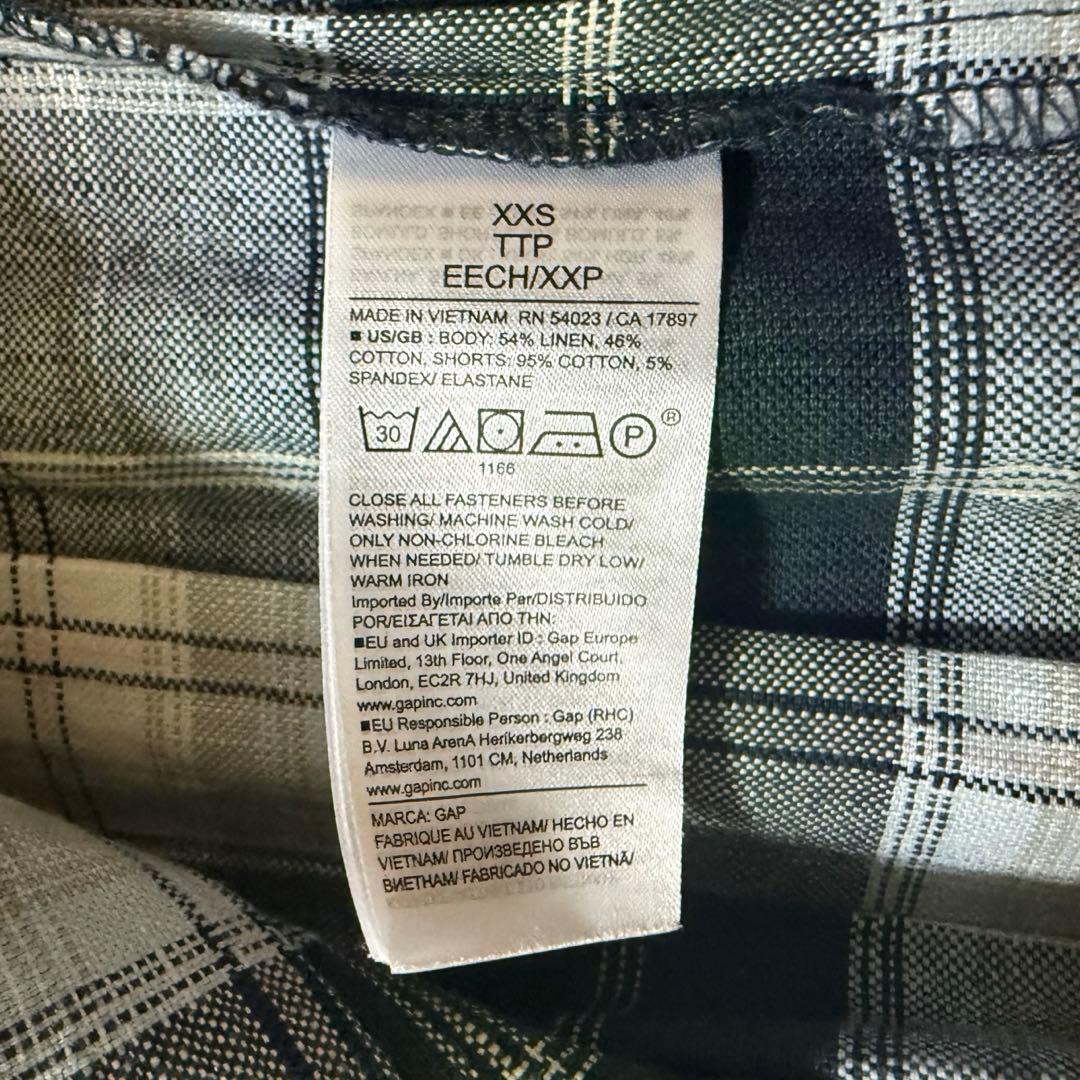 XXS
TTP
EECH/XXP
MADE IN VIETNAM RN 54023 / CA 17897
■ US/GB : BODY: 54% LINEN, 46%
COTTON, SHORTS: 95% COTTON, 5%
SPANDEX/ ELASTANE
30 P ®
1166
CLOSE ALL FASTENERS BEFORE
WASHING/ MACHINE WASH COLD/
ONLY NON-CHLORINE BLEACH
WHEN NEEDED/ TUMBLE DRY LOW/
WARM IRON
Imported By/Importe Par/DISTRIBUIDO
POR/ΕΙΣΑΓΕΤΑΙ ΑΠΟ ΤΗΝ:
■EU and UK Importer ID : Gap Europe
Limited, 13th Floor, One Angel Court,
London, EC2R 7HJ, United Kingdom
www.gapinc.com
■EU Responsible Person : Gap (RHC)
B.V. Luna ArenA Herikerbergweg 238
Amsterdam, 1101 CM, Netherlands
www.gapinc.com
MARCA: GAP
FABRIQUE AU VIETNAM/ HECHO EN
VIETNAM/ ПРОИЗВЕДЕНО ВЪВ
ВИЕТНАМ/ FABRICADO NO VIETNÃ/